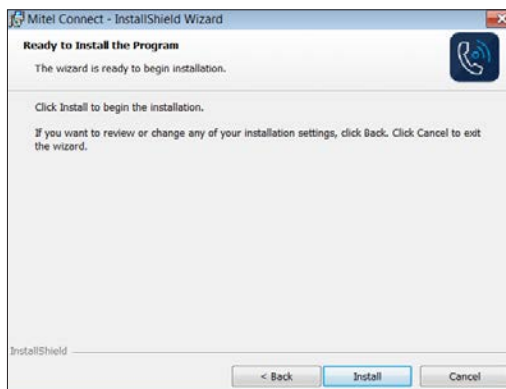 Mitel Connect - InstallShield Wizard
Ready to Install the Program
The wizard is ready to begin installation.
Click Install to begin the installation.
If you want to review or change any of your installation settings, click Back. Click Cancel to exit
the wizard.
InstallShield
< Back Install Cancel